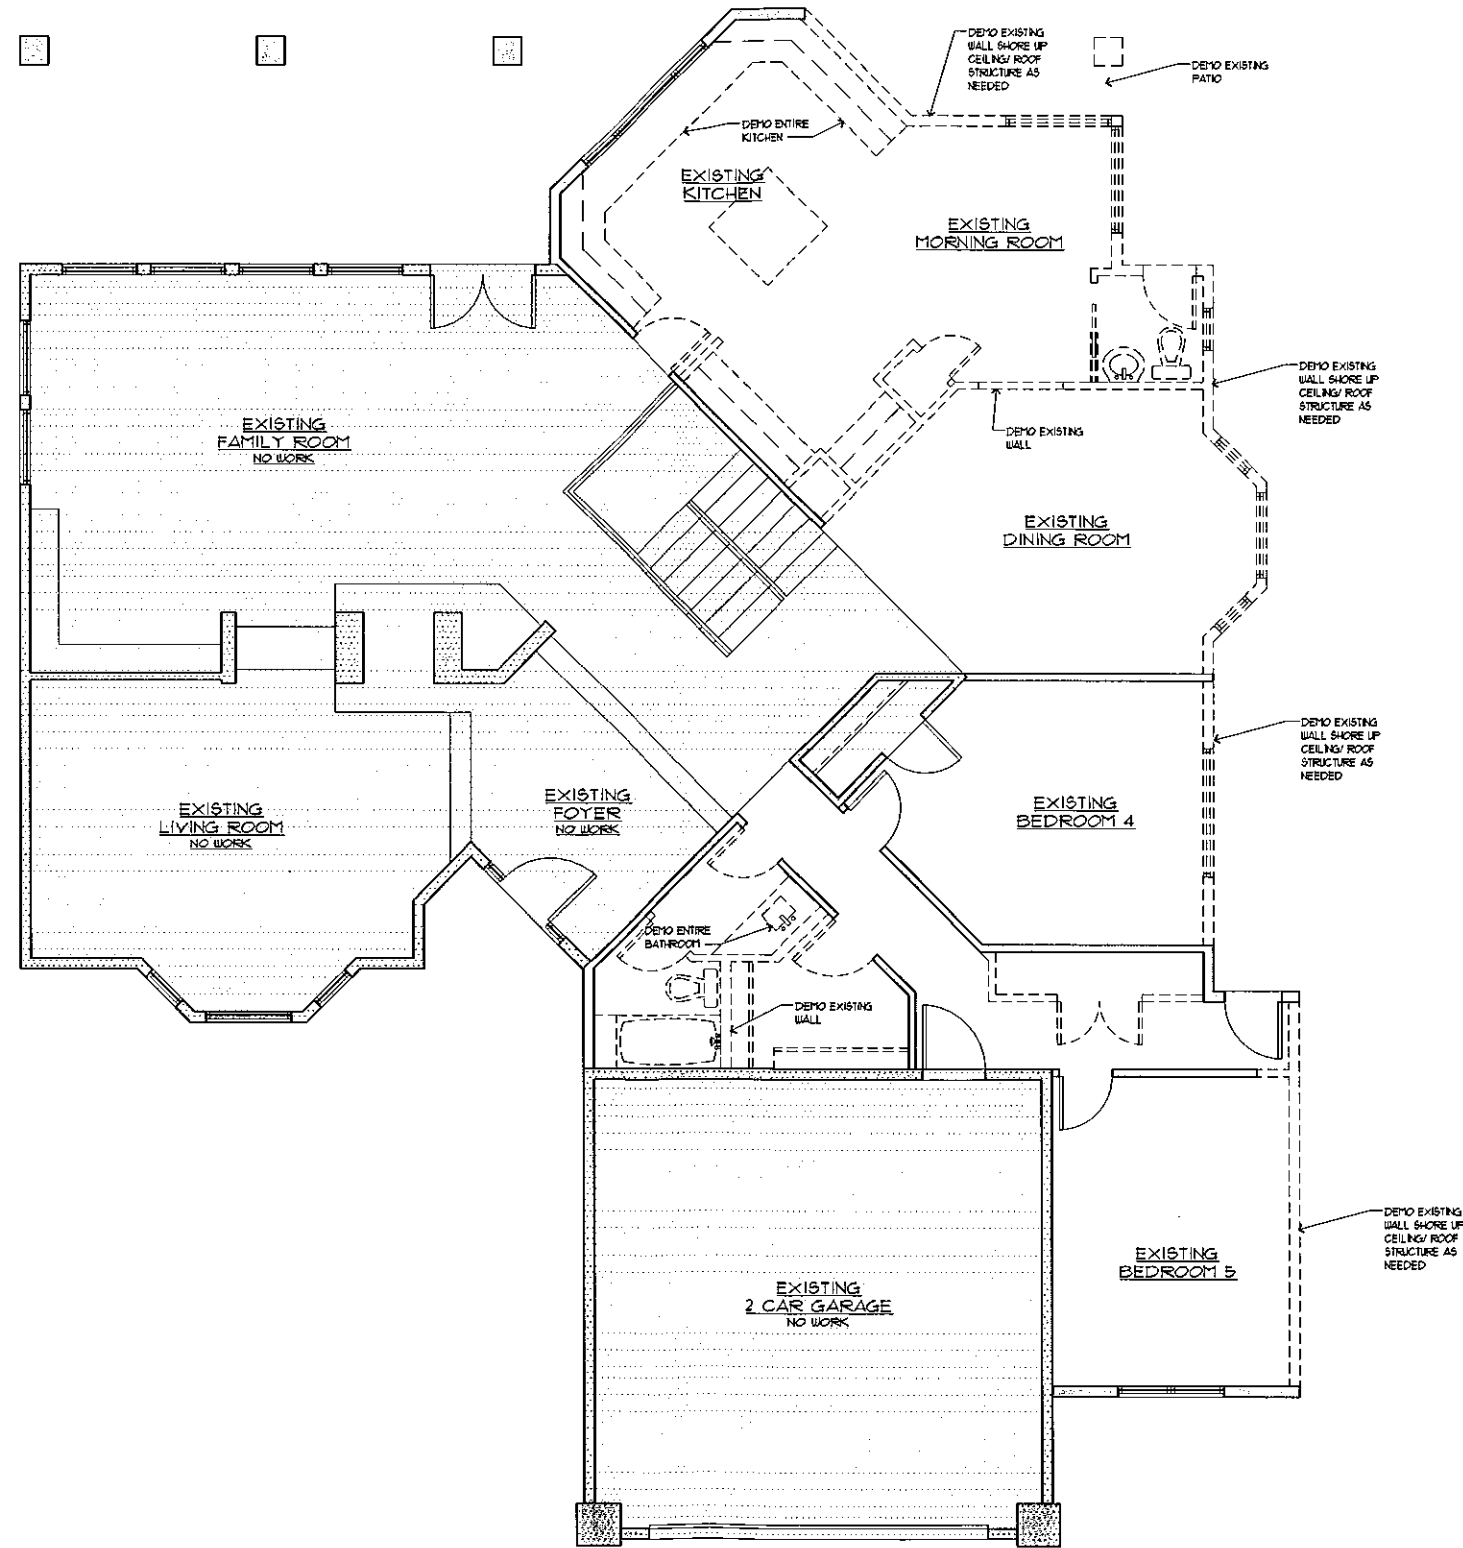 DEMO EXISTING
WALL SHORE UP
CEILING/ ROOF
STRUCTURE AS
NEEDED
DEMO EXISTING
PATIO
DEMO ENTIRE
KITCHEN
EXISTING
KITCHEN
EXISTING
MORNING ROOM
DEMO EXISTING
WALL SHORE UP
CEILING/ ROOF
STRUCTURE AS
NEEDED
EXISTING
FAMILY ROOM
NO WORK
DEMO EXISTING
WALL
EXISTING
DINING ROOM
DEMO EXISTING
WALL SHORE UP
CEILING/ ROOF
STRUCTURE AS
NEEDED
EXISTING
LIVING ROOM
NO WORK
EXISTING
FOYER
NO WORK
EXISTING
BEDROOM 4
DEMO ENTIRE
BATHROOM
DEMO EXISTING
WALL
DEMO EXISTING
WALL SHORE UP
CEILING/ ROOF
STRUCTURE AS
NEEDED
EXISTING
BEDROOM 5
EXISTING
2 CAR GARAGE
NO WORK